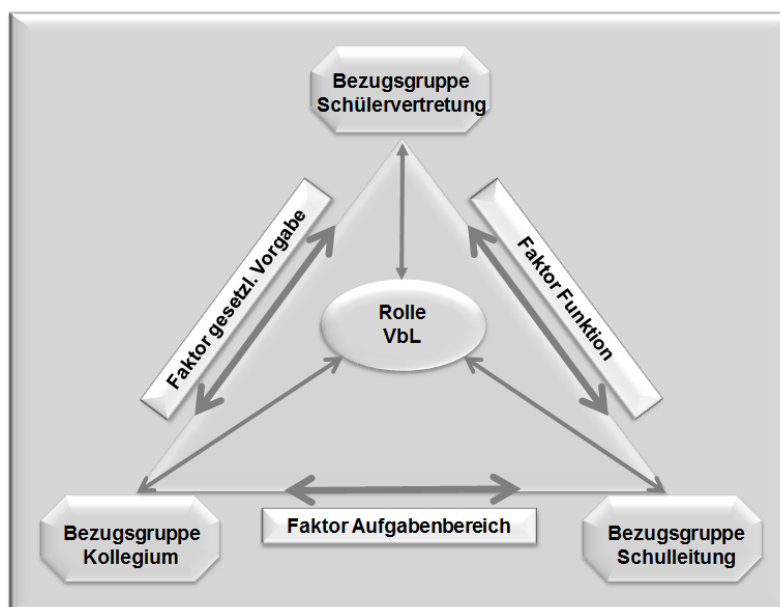 Bezugsgruppe
Schülervertretung
Faktor gesetzl. Vorgabe
Faktor Funktion
Rolle
VbL
Bezugsgruppe
Kollegium
Faktor Aufgabenbereich
Bezugsgruppe
Schulleitung